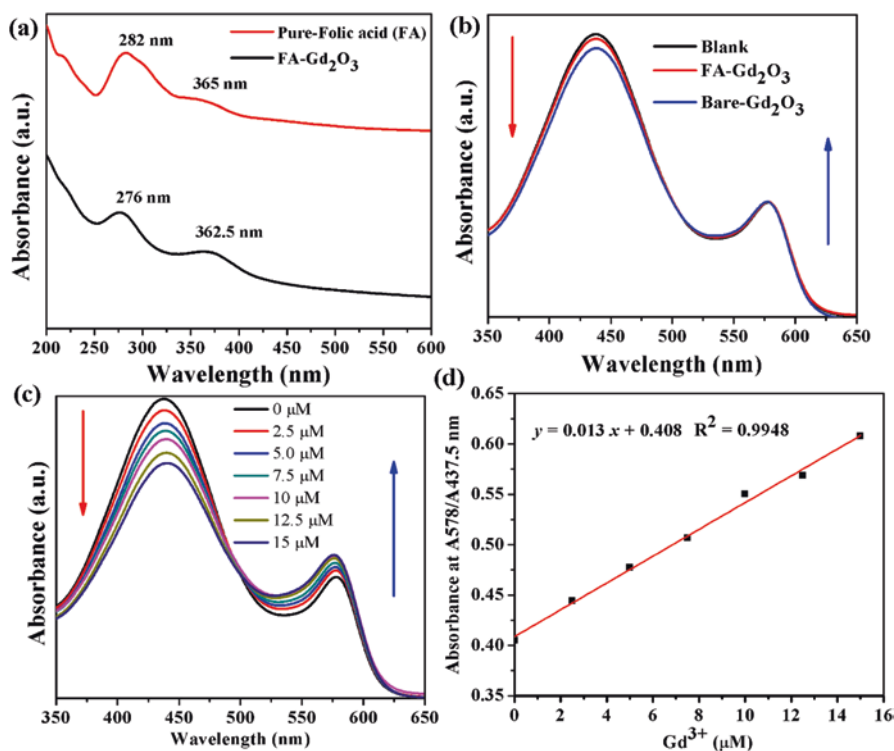 (a)
Pure-Folic acid (FA)
FA-Gd₂O₃
282 nm
365 nm
276 nm
362.5 nm
Absorbance (a.u.)
200 250 300 350 400 450 500 550 600
Wavelength (nm)
(b)
Blank
FA-Gd₂O₃
Bare-Gd₂O₃
Absorbance (a.u.)
350 400 450 500 550 600 650
Wavelength (nm)
(c)
0 µM
2.5 µM
5.0 µM
7.5 µM
10 µM
12.5 µM
15 µM
Absorbance (a.u.)
350 400 450 500 550 600 650
Wavelength (nm)
(d)
y = 0.013 x + 0.408 R² = 0.9948
Absorbance at A578/A437.5 nm
0.65
0.60
0.55
0.50
0.45
0.40
0.35
0 2 4 6 8 10 12 14 16
Gd³⁺ (µM)